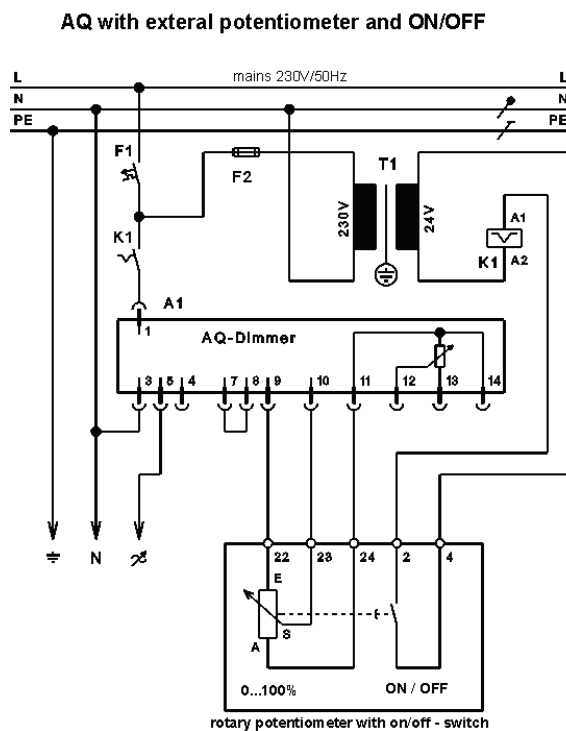 AQ with exteral potentiometer and ON/OFF
L mains 230V/50Hz L
N N
PE PE
F1 F2 T1
230V 24V
A1
K1 K1 A2
A1
1
AQ-Dimmer
3 5 4 7 8 9 10 11 12 13 14
N
22 23 24 2 4
E
S
A
0...100% ON / OFF
rotary potentiometer with on/off - switch